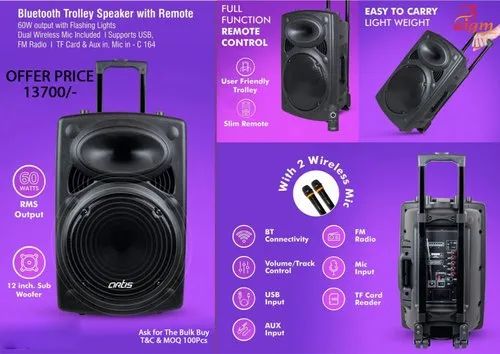 Bluetooth Trolley Speaker with Remote
60W output with Flashing Lights
Dual Wireless Mic Included I Supports USB,
FM Radio I TF Card & Aux in, Mic in - C 164
OFFER PRICE
13700/-
60
WATTS
RMS
Output
12 inch. Sub
Woofer
artis
Ask for The Bulk Buy
T&C & MOQ 100Pcs
FULL
FUNCTION
REMOTE
CONTROL
User Friendly
Trolley
Slim Remote
EASY TO CARRY
LIGHT WEIGHT
With 2 Wireless
Mic
BT
Connectivity
FM
Radio
Volume/Track
Control
Mic
Input
USB
Input
TF Card
Reader
AUX
Input